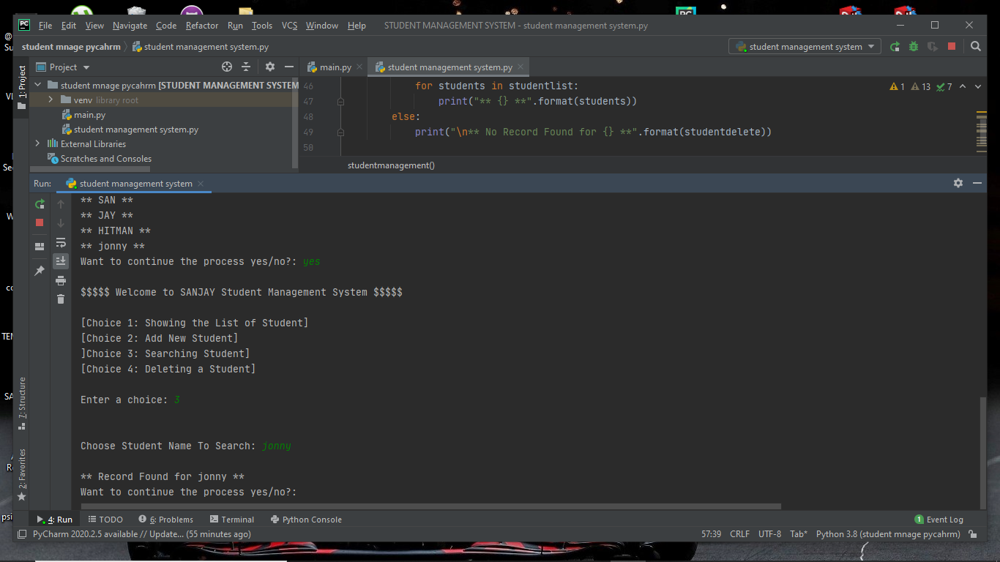 File Edit View Navigate Code Refactor Run Tools VCS Window Help STUDENT MANAGEMENT SYSTEM - student management system.py
student mnage pycahrm student management system.py student management system
1: Project
Project
main.py student management system.py
student mnage pycahrm [STUDENT MANAGEMENT SYSTEM
venv library root
main.py
student management system.py
External Libraries
Scratches and Consoles
46 for students in studentlist:
47 print("** {} **".format(students))
48 else:
49 print("\n** No Record Found for {} **".format(studentdelete))
50
1 13 7
studentmanagement()
Run: student management system
** SAN **
** JAY **
** HITMAN **
** jonny **
Want to continue the process yes/no?: yes
$$$$$ Welcome to SANJAY Student Management System $$$$$
[Choice 1: Showing the List of Student]
[Choice 2: Add New Student]
]Choice 3: Searching Student]
[Choice 4: Deleting a Student]
Enter a choice: 3
Choose Student Name To Search: jonny
** Record Found for jonny **
Want to continue the process yes/no?:
7: Structure
2: Favorites
4: Run TODO 6: Problems Terminal Python Console 1 Event Log
PyCharm 2020.2.5 available // Update... (55 minutes ago) 57:39 CRLF UTF-8 Tab* Python 3.8 (student mnage pycahrm)